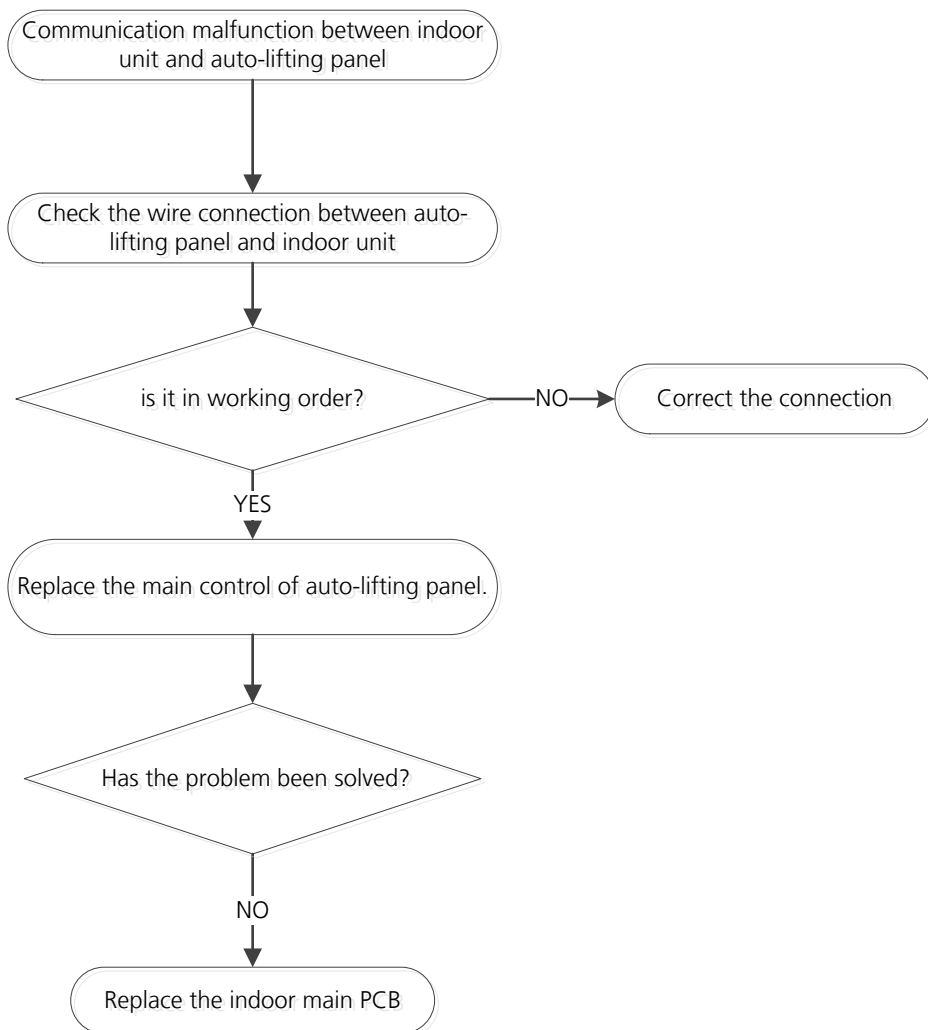 Communication malfunction between indoor
unit and auto-lifting panel
Check the wire connection between auto-
lifting panel and indoor unit
is it in working order?
NO
Correct the connection
YES
Replace the main control of auto-lifting panel.
Has the problem been solved?
NO
Replace the indoor main PCB